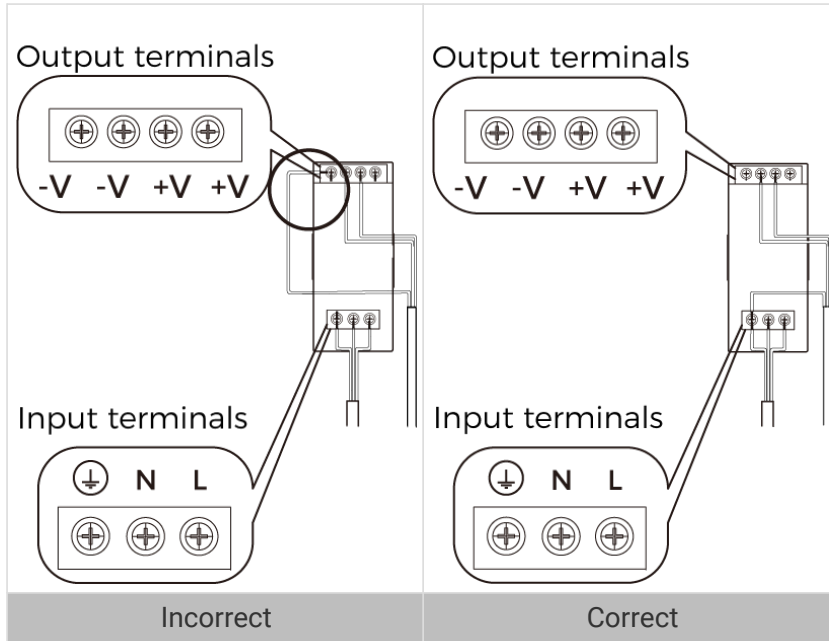 Output terminals
-V -V +V +V
Input terminals
N L
Incorrect
Output terminals
-V -V +V +V
Input terminals
N L
Correct